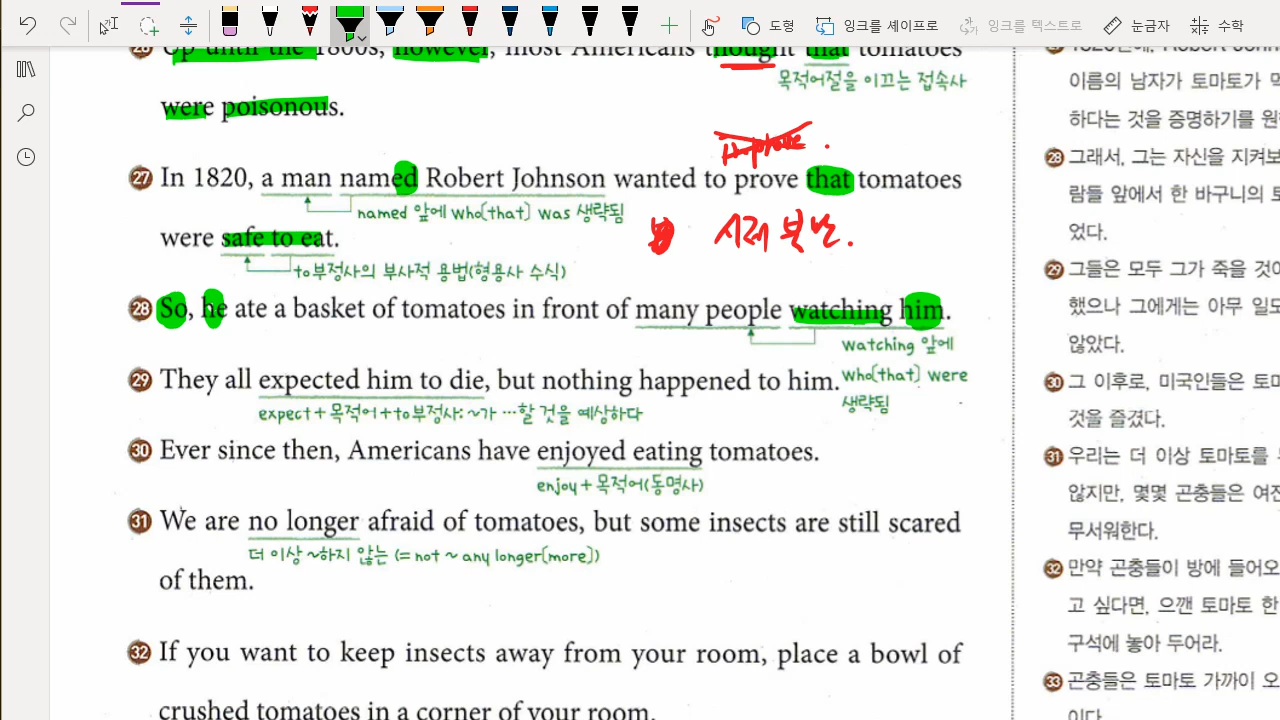 도형
잉크를 셰이프로
잉크를 텍스트로
눈금자
수학
Up until the 1800s, however, most Americans thought that tomatoes
목적어절을 이끄는 접속사
were poisonous.
㉗ In 1820, a man named Robert Johnson wanted to prove that tomatoes
named 앞에 who(that) was 생략됨
were safe to eat.
to부정사의 부사적 용법(형용사 수식)
㉘ So, he ate a basket of tomatoes in front of many people watching him.
watching 앞에
who(that) were
생략됨
㉙ They all expected him to die, but nothing happened to him.
expect+목적어+to부정사: ~가 …할 것을 예상하다
㉚ Ever since then, Americans have enjoyed eating tomatoes.
enjoy+목적어(동명사)
㉛ We are no longer afraid of tomatoes, but some insects are still scared
더 이상 ~하지 않는 (= not ~ any longer(more))
of them.
㉜ If you want to keep insects away from your room, place a bowl of
crushed tomatoes in a corner of your room.
이름의 남자가 토마토가 먹
하다는 것을 증명하기를 원
㉘ 그래서, 그는 자신을 지켜보
람들 앞에서 한 바구니의 토
었다.
㉙ 그들은 모두 그가 죽을 것이
했으나 그에게는 아무 일도
않았다.
㉚ 그 이후로, 미국인들은 토마
것을 즐겼다.
㉛ 우리는 더 이상 토마토를
않지만, 몇몇 곤충들은 여전
무서워한다.
㉜ 만약 곤충들이 방에 들어오
고 싶다면, 으깬 토마토 한
구석에 놓아 두어라.
㉝ 곤충들은 토마토 가까이 오
이다.